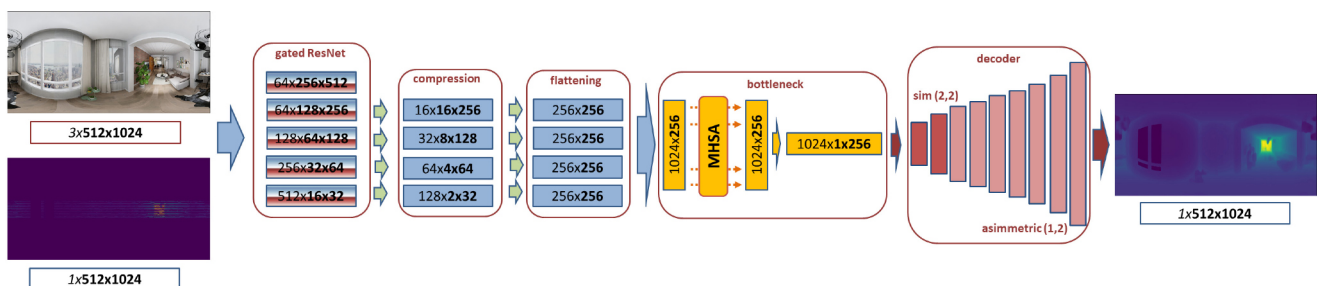 3x512x1024
1x512x1024
gated ResNet
64x256x512
64x128x256
128x64x128
256x32x64
512x16x32
compression
16x16x256
32x8x128
64x4x64
128x2x32
flattening
256x256
256x256
256x256
256x256
bottleneck
1024x256
MHSA
1024x256
1024x1x256
decoder
sim (2,2)
asimmetric (1,2)
1x512x1024